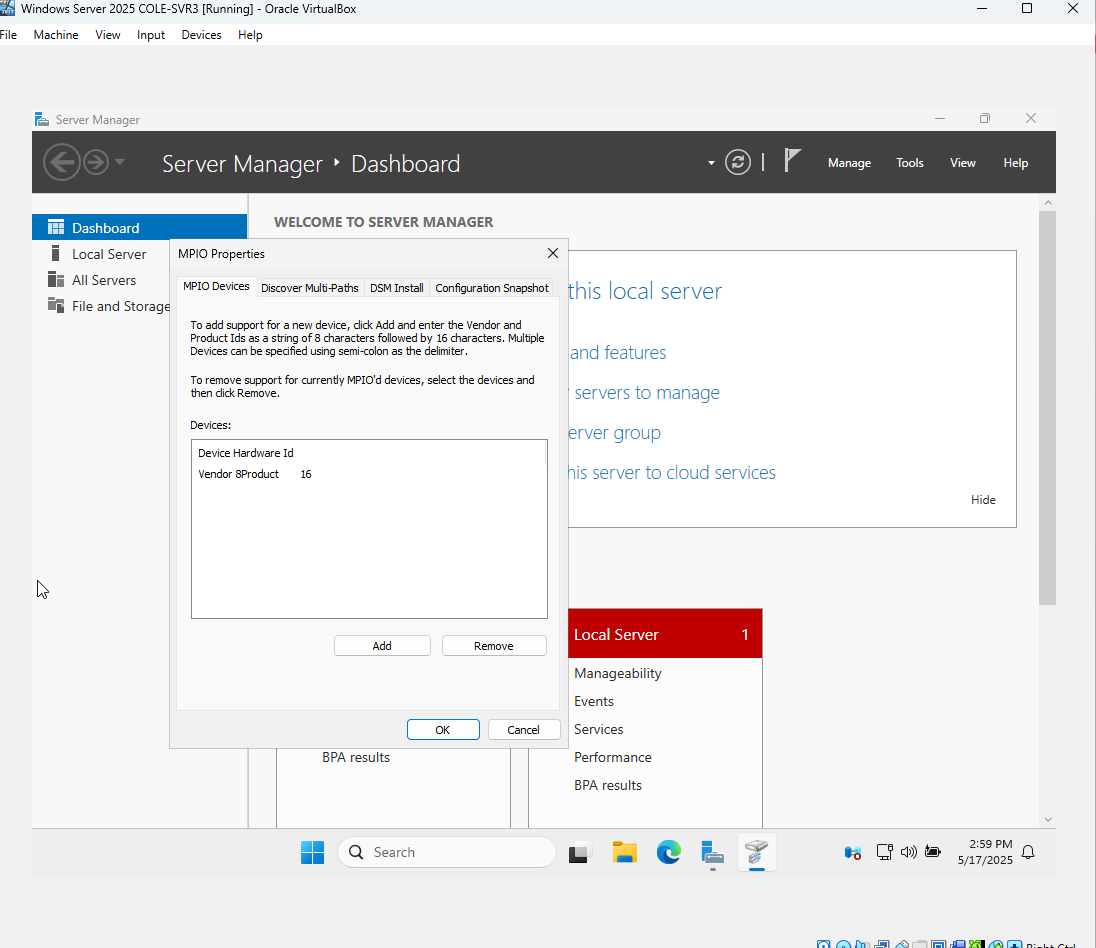 Windows Server 2025 COLE-SVR3 [Running] - Oracle VirtualBox
File Machine View Input Devices Help
Server Manager
Server Manager Dashboard
Manage Tools View Help
Dashboard
Local Server
All Servers
File and Storage
WELCOME TO SERVER MANAGER
this local server
and features
servers to manage
erver group
his server to cloud services
Hide
MPIO Properties
MPIO Devices Discover Multi-Paths DSM Install Configuration Snapshot
To add support for a new device, click Add and enter the Vendor and
Product Ids as a string of 8 characters followed by 16 characters. Multiple
Devices can be specified using semi-colon as the delimiter.
To remove support for currently MPIO'd devices, select the devices and
then click Remove.
Devices:
Device Hardware Id
Vendor 8Product 16
Add Remove
OK Cancel
BPA results
Local Server 1
Manageability
Events
Services
Performance
BPA results
Search
2:59 PM
5/17/2025
Right Ctrl